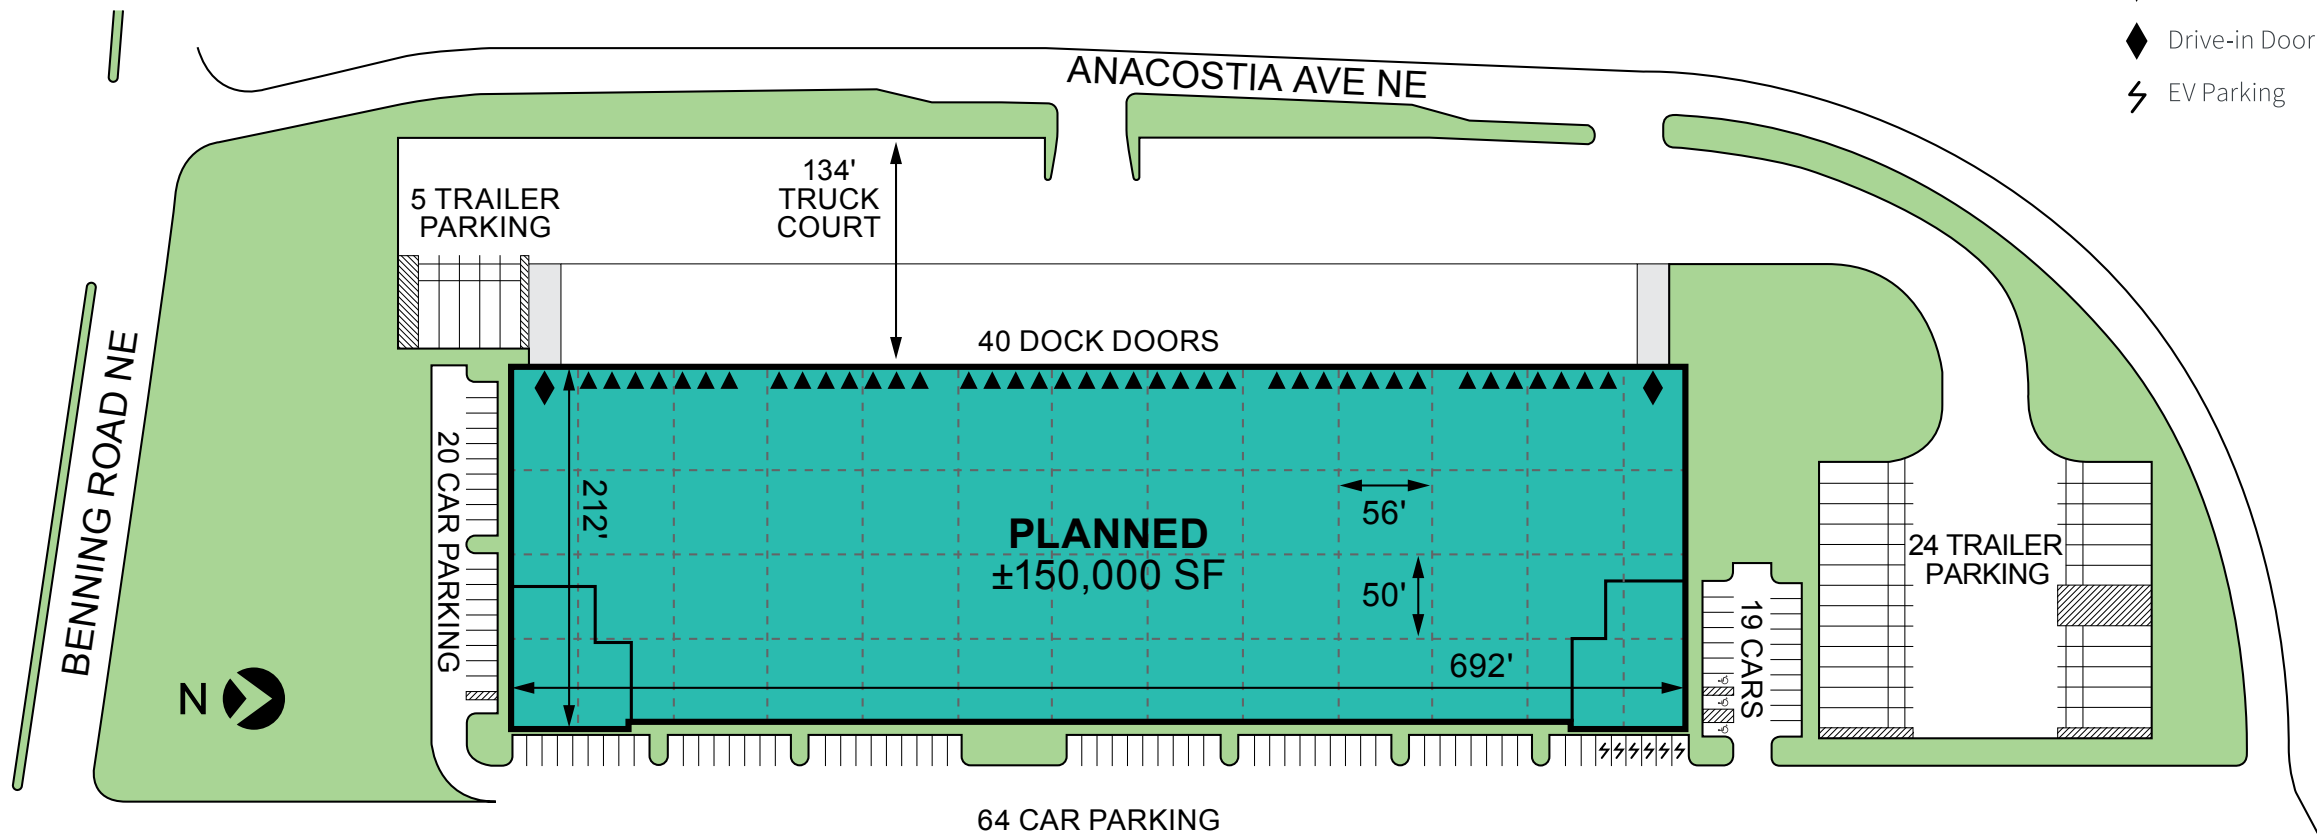 Drive-in Door
EV Parking
ANACOSTIA AVE NE
5 TRAILER
PARKING
134'
TRUCK
COURT
40 DOCK DOORS
BENNING ROAD NE
20 CAR PARKING
212'
PLANNED
±150,000 SF
56'
50'
692'
19 CARS
24 TRAILER
PARKING
N
64 CAR PARKING